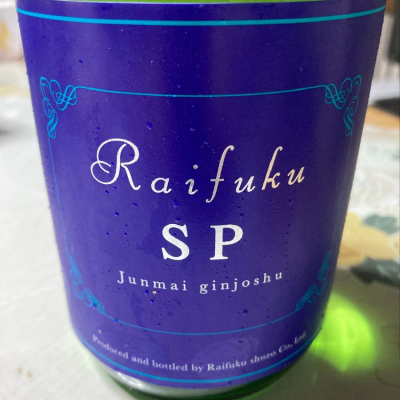 Raifuku
SP
Junmai ginjoshu
Produced and bottled by Raifuku shuzo Co., Ltd.